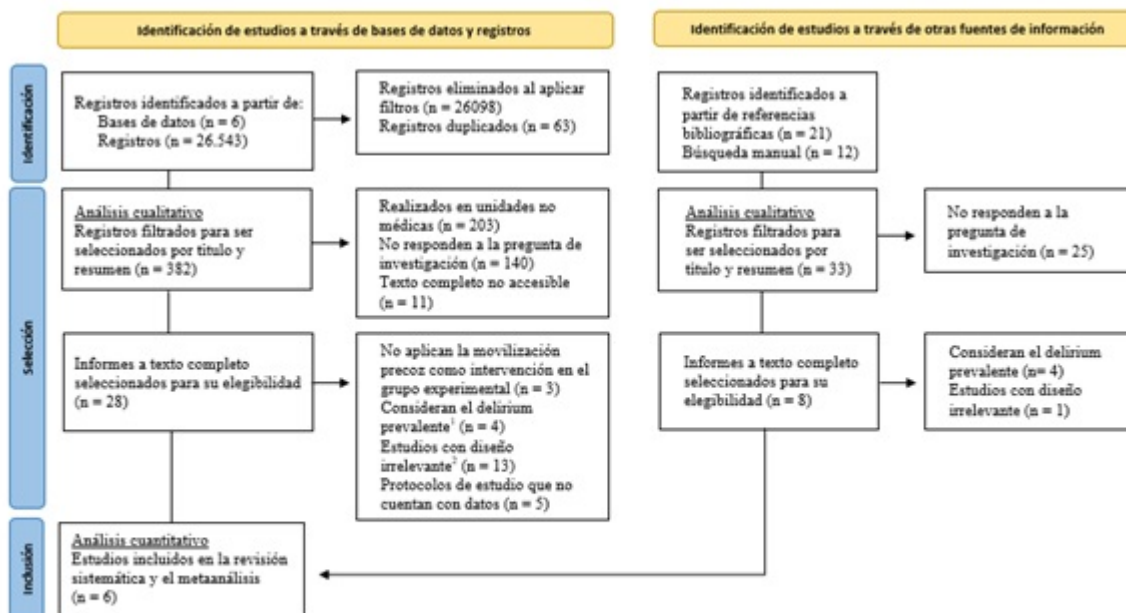 Identificación de estudios a través de bases de datos y registros
Identificación de estudios a través de otras fuentes de información
Identificación
Registros identificados a partir de:
Bases de datos (n = 6)
Registros (n = 26.543)
Registros eliminados al aplicar
filtros (n = 26098)
Registros duplicados (n = 63)
Registros identificados a
partir de referencias
bibliográficas (n = 21)
Búsqueda manual (n = 12)
Selección
Análisis cualitativo
Registros filtrados para ser
seleccionados por titulo y
resumen (n = 382)
Realizados en unidades no
médicas (n = 203)
No responden a la pregunta de
investigación (n = 140)
Texto completo no accesible
(n = 11)
Análisis cualitativo
Registros filtrados para
ser seleccionados por
título y resumen (n = 33)
No responden a la
pregunta de
investigación (n = 25)
Informes a texto completo
seleccionados para su elegibilidad
(n = 28)
No aplican la movilización
precoz como intervención en el
grupo experimental (n = 3)
Consideran el delirium
prevalente¹ (n = 4)
Estudios con diseño
irrelevante² (n = 13)
Protocolos de estudio que no
cuentan con datos (n = 5)
Informes a texto completo
seleccionados para su
elegibilidad (n = 8)
Consideran el delirium
prevalente (n= 4)
Estudios con diseño
irrelevante (n = 1)
Inclusión
Análisis cuantitativo
Estudios incluidos en la revisión
sistemática y el metaanálisis
(n = 6)